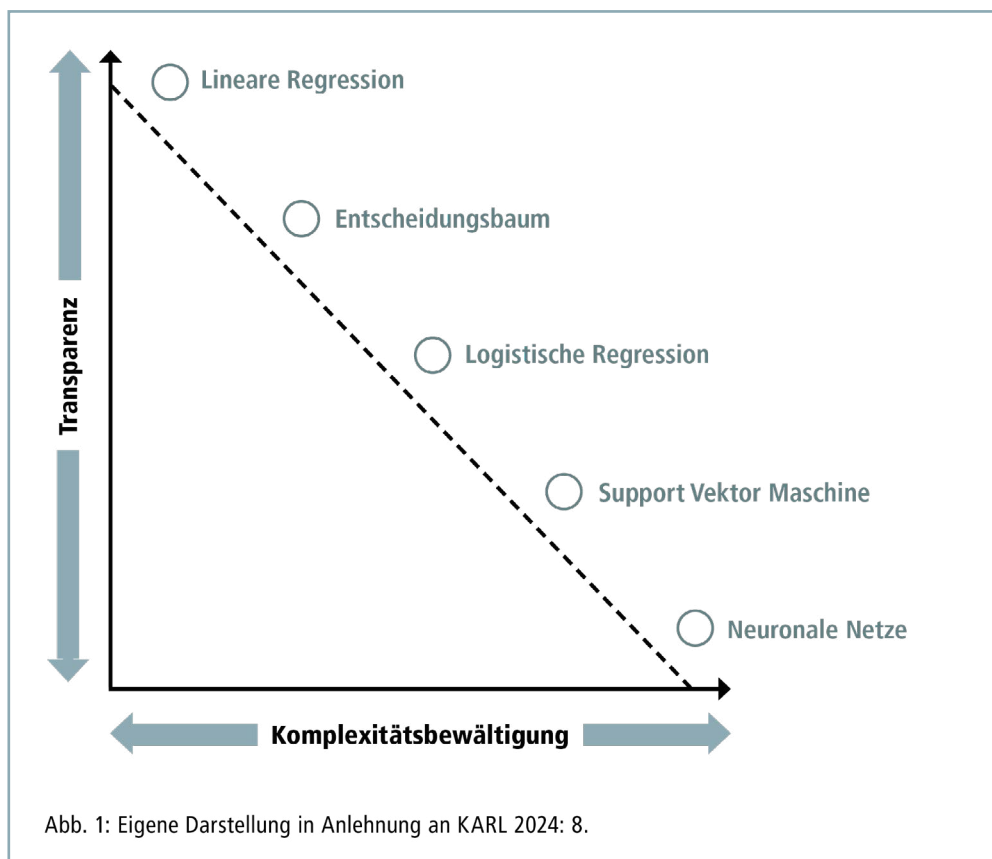 Lineare Regression
Entscheidungsbaum
Transparenz
Logistische Regression
Support Vektor Maschine
Neuronale Netze
Komplexitätsbewältigung
Abb. 1: Eigene Darstellung in Anlehnung an KARL 2024: 8.